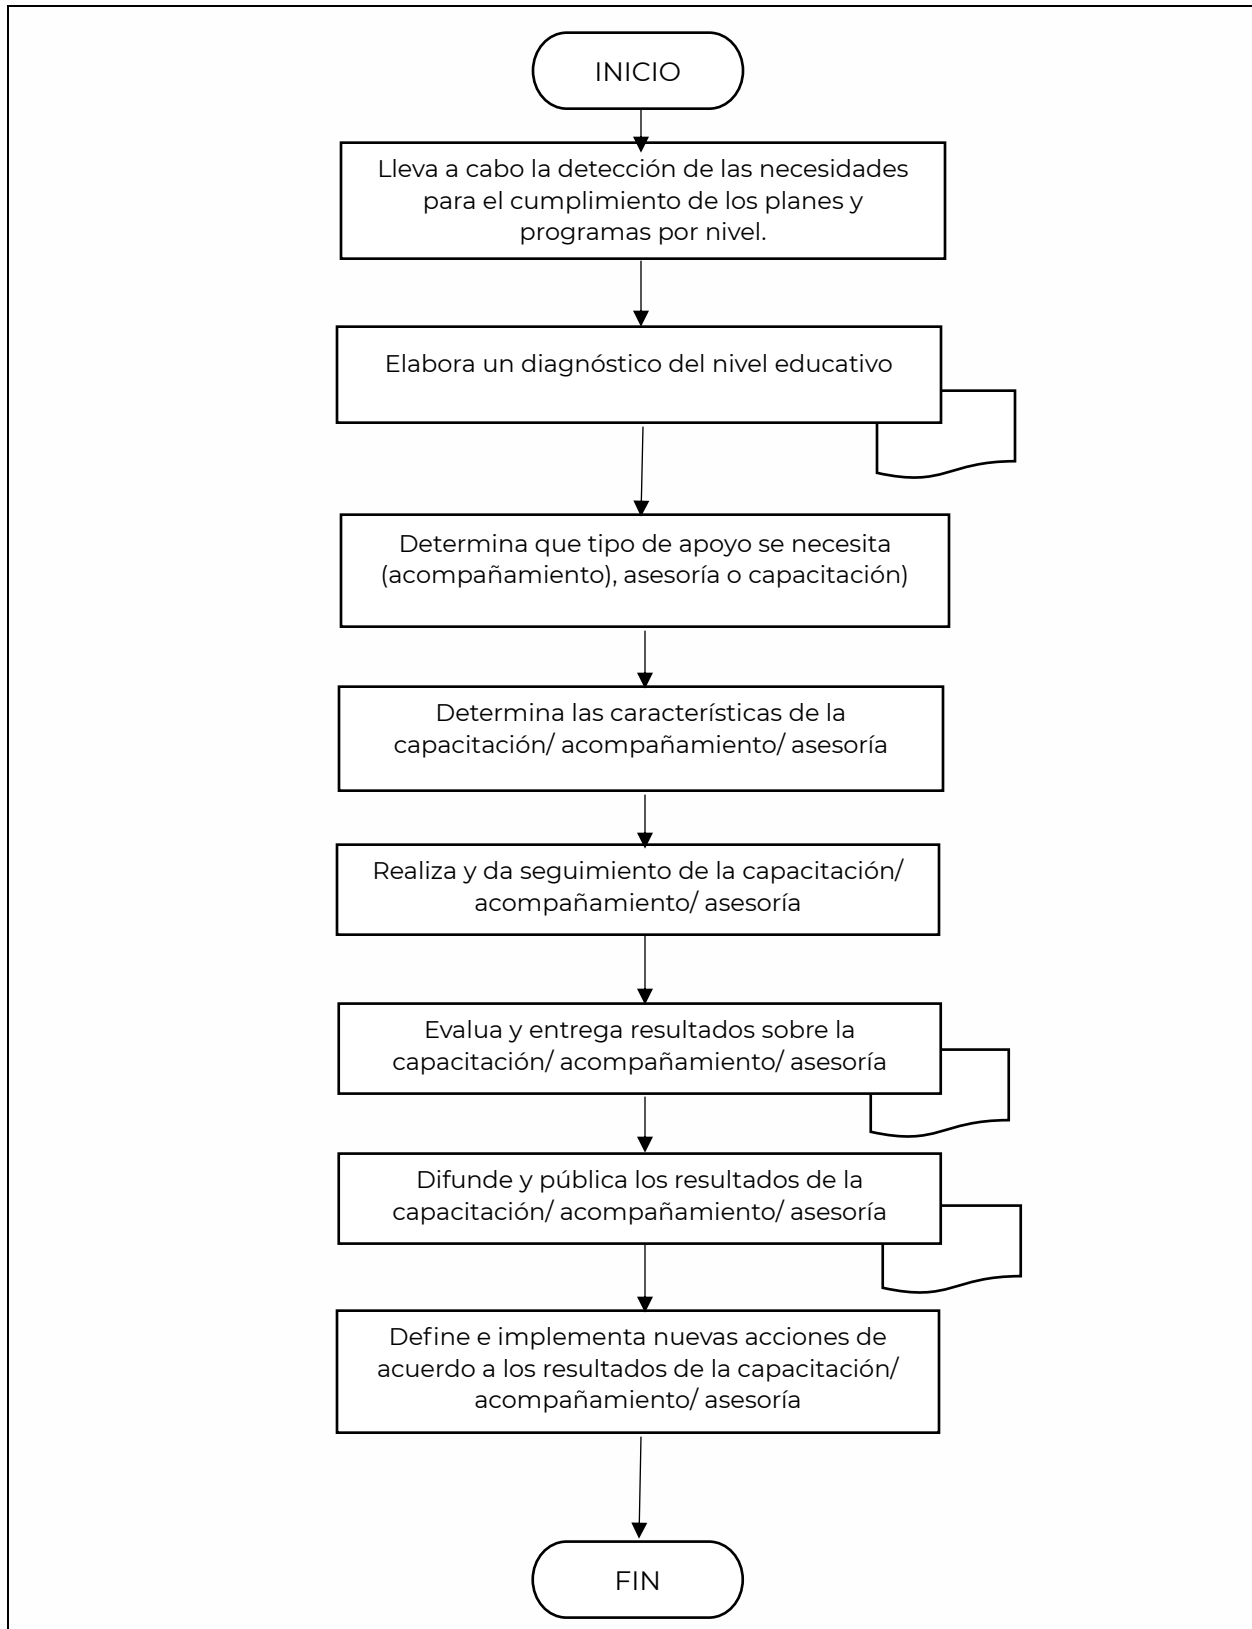 INICIO
Lleva a cabo la detección de las necesidades
para el cumplimiento de los planes y
programas por nivel.
Elabora un diagnóstico del nivel educativo
Determina que tipo de apoyo se necesita
(acompañamiento), asesoría o capacitación)
Determina las características de la
capacitación/ acompañamiento/ asesoría
Realiza y da seguimiento de la capacitación/
acompañamiento/ asesoría
Evalua y entrega resultados sobre la
capacitación/ acompañamiento/ asesoría
Difunde y pública los resultados de la
capacitación/ acompañamiento/ asesoría
Define e implementa nuevas acciones de
acuerdo a los resultados de la capacitación/
acompañamiento/ asesoría
FIN